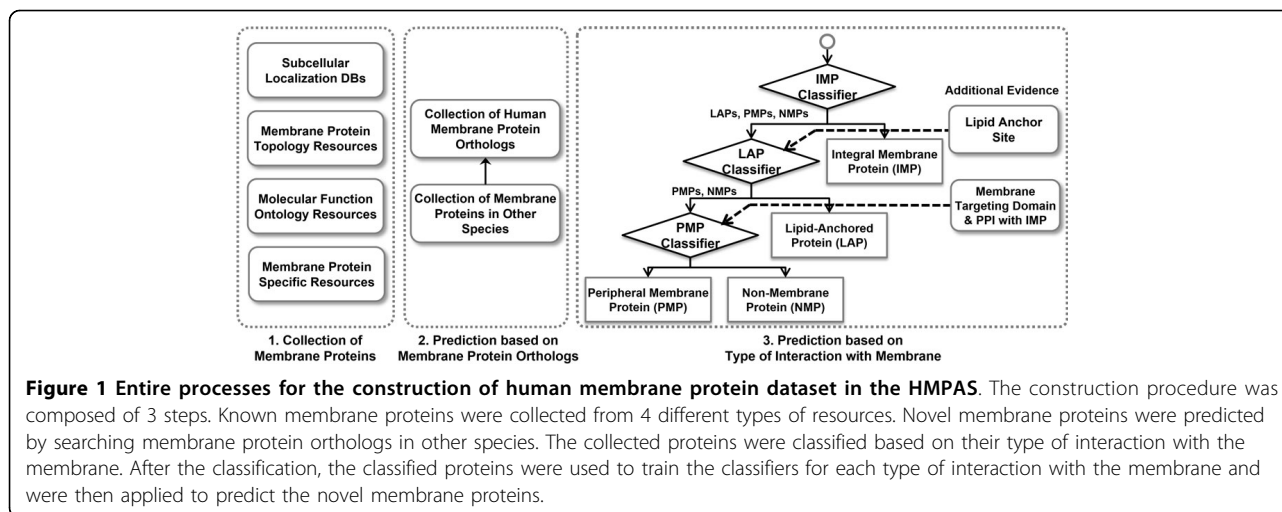 Subcellular
Localization DBs
Membrane Protein
Topology Resources
Molecular Function
Ontology Resources
Membrane Protein
Specific Resources
1. Collection of
Membrane Proteins
Collection of Human
Membrane Protein
Orthologs
Collection of Membrane
Proteins in Other
Species
2. Prediction based on
Membrane Protein Orthologs
IMP
Classifier
LAPs, PMPs, NMPs
Additional Evidence
Lipid Anchor
Site
LAP
Classifier
Integral Membrane
Protein (IMP)
PMPs, NMPs
Membrane
Targeting Domain
& PPI with IMP
PMP
Classifier
Lipid-Anchored
Protein (LAP)
Peripheral Membrane
Protein (PMP)
Non-Membrane
Protein (NMP)
3. Prediction based on
Type of Interaction with Membrane
Figure 1 Entire processes for the construction of human membrane protein dataset in the HMPAS. The construction procedure was
composed of 3 steps. Known membrane proteins were collected from 4 different types of resources. Novel membrane proteins were predicted
by searching membrane protein orthologs in other species. The collected proteins were classified based on their type of interaction with the
membrane. After the classification, the classified proteins were used to train the classifiers for each type of interaction with the membrane and
were then applied to predict the novel membrane proteins.